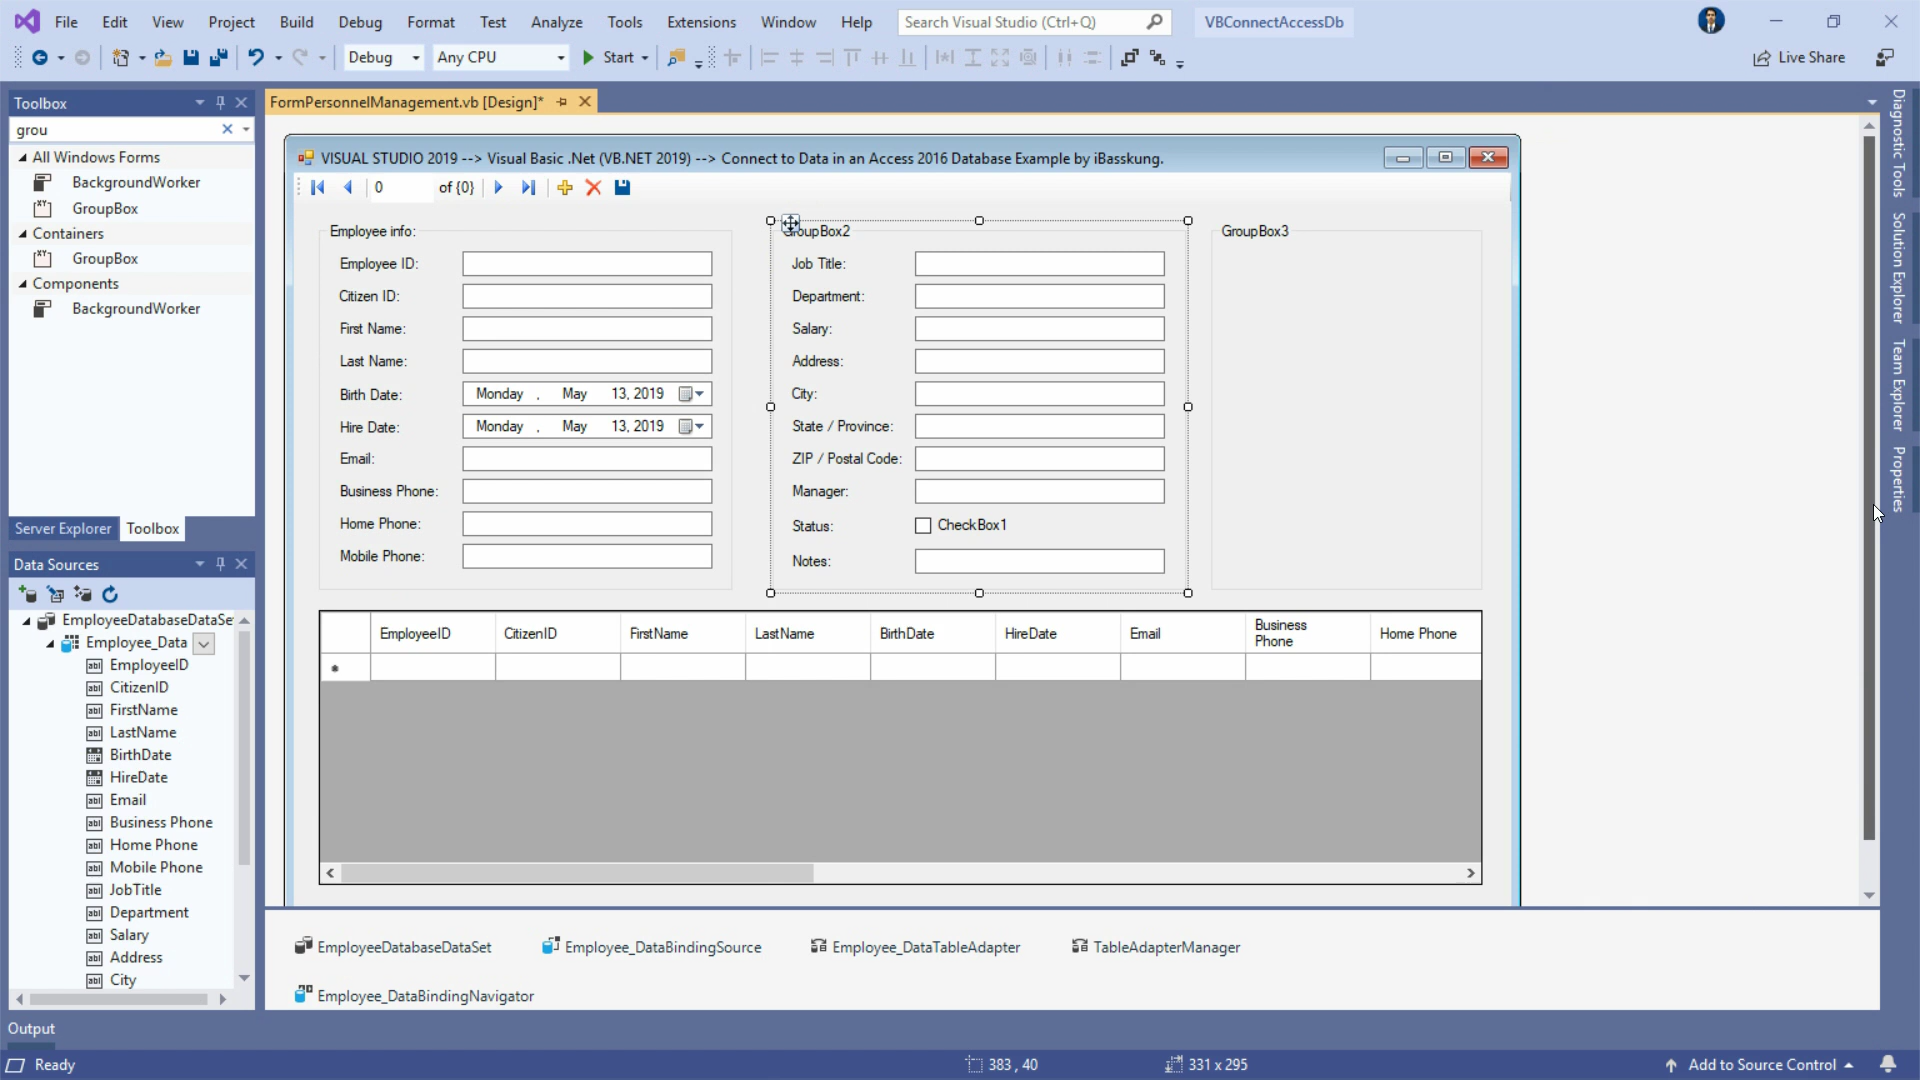 File Edit View Project Build Debug Format Test Analyze Tools Extensions Window Help Search Visual Studio (Ctrl+Q) VBConnectAccessDb
Debug Any CPU Start Live Share
Toolbox
grou
All Windows Forms
BackgroundWorker
GroupBox
Containers
GroupBox
Components
BackgroundWorker
Server Explorer Toolbox
Data Sources
EmployeeDatabaseDataSe
Employee_Data
EmployeeID
CitizenID
FirstName
LastName
BirthDate
HireDate
Email
Business Phone
Home Phone
Mobile Phone
JobTitle
Department
Salary
Address
City
FormPersonnelManagement.vb [Design]*
VISUAL STUDIO 2019 --> Visual Basic .Net (VB.NET 2019) --> Connect to Data in an Access 2016 Database Example by iBasskung.
0 of {0}
Employee info:
Employee ID:
Citizen ID:
First Name:
Last Name:
Birth Date: Monday , May 13, 2019
Hire Date: Monday , May 13, 2019
Email:
Business Phone:
Home Phone:
Mobile Phone:
GroupBox2
Job Title:
Department:
Salary:
Address:
City:
State / Province:
ZIP / Postal Code:
Manager:
Status: CheckBox1
Notes:
GroupBox3
EmployeeID CitizenID FirstName LastName BirthDate HireDate Email Business Phone Home Phone
EmployeeDatabaseDataSet Employee_DataBindingSource Employee_DataTableAdapter TableAdapterManager
Employee_DataBindingNavigator
Diagnostic Tools
Solution Explorer
Team Explorer
Properties
Output
Ready 383 , 40 331 x 295 Add to Source Control